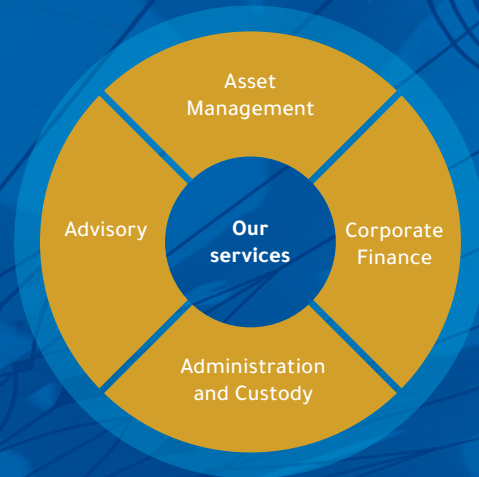 Asset
Management
Advisory
Our
services
Corporate
Finance
Administration
and Custody